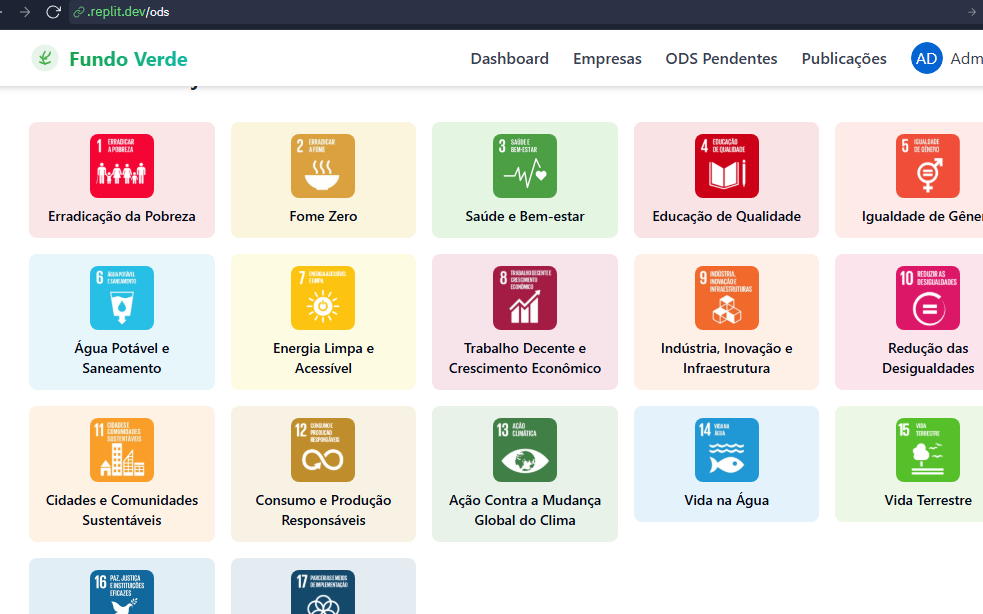 .replit.dev/ods
Fundo Verde
Dashboard
Empresas
ODS Pendentes
Publicações
AD
Adm
1 ERRADICAR
A POBREZA
Erradicação da Pobreza
2 ERRADICAR
A FOME
Fome Zero
3 SAÚDE E
BEM-ESTAR
Saúde e Bem-estar
4 EDUCAÇÃO
DE QUALIDADE
Educação de Qualidade
5 IGUALDADE
DE GÉNERO
Igualdade de Gêne
6 ÁGUA POTÁVEL
E SANEAMENTO
Água Potável e
Saneamento
7 ENERGIAS RENOVÁVEIS
E LIMPA
Energia Limpa e
Acessível
8 TRABALHO DECENTE E
CRESCIMENTO
ECONÓMICO
Trabalho Decente e
Crescimento Econômico
9 INDÚSTRIA,
INOVAÇÃO E
INFRAESTRUTURAS
Indústria, Inovação e
Infraestrutura
10 REDUZIR AS
DESIGUALDADES
Redução das
Desigualdades
11 CIDADES E
COMUNIDADES
SUSTENTÁVEIS
Cidades e Comunidades
Sustentáveis
12 CONSUMO E
PRODUÇÃO
RESPONSÁVEIS
Consumo e Produção
Responsáveis
13 AÇÃO
CLIMÁTICA
Ação Contra a Mudança
Global do Clima
14 VIDA NA
ÁGUA
Vida na Água
15 VIDA
TERRESTRE
Vida Terrestre
16 PAZ, JUSTIÇA
E INSTITUIÇÕES
EFICAZES
17 PARCERIAS E MEIOS
DE IMPLEMENTAÇÃO